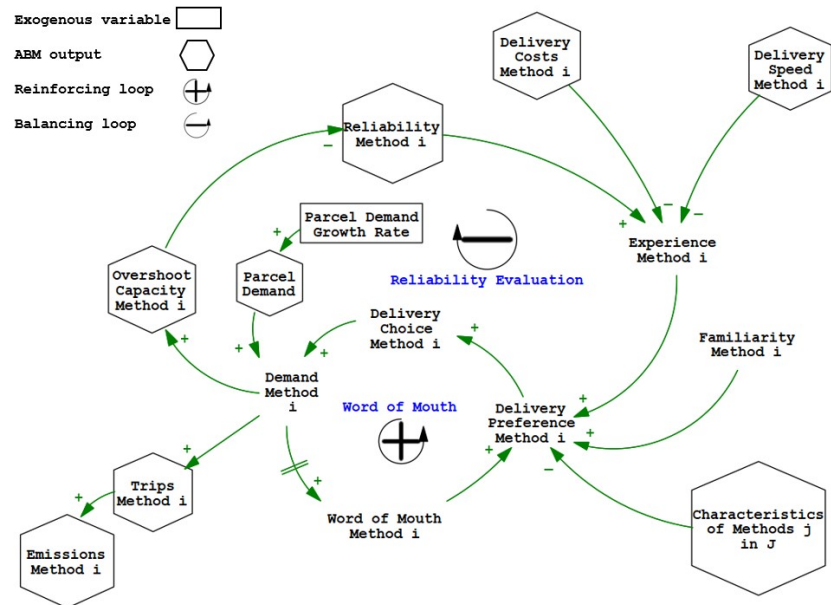 Exogenous variable
ABM output
Reinforcing loop
Balancing loop
Delivery
Costs
Method i
Delivery
Speed
Method i
Reliability
Method i
−
−
−
+
Parcel Demand
Growth Rate
+
Experience
Method i
Overshoot
Capacity
Method i
Parcel
Demand
Reliability Evaluation
Delivery
Choice
Method i
+
+
+
+
Familiarity
Method i
Demand
Method
i
Word of Mouth
Delivery
Preference
Method i
+
+
+
−
+
Trips
Method i
+
+
Word of Mouth
Method i
Characteristics
of Methods j
in J
Emissions
Method i